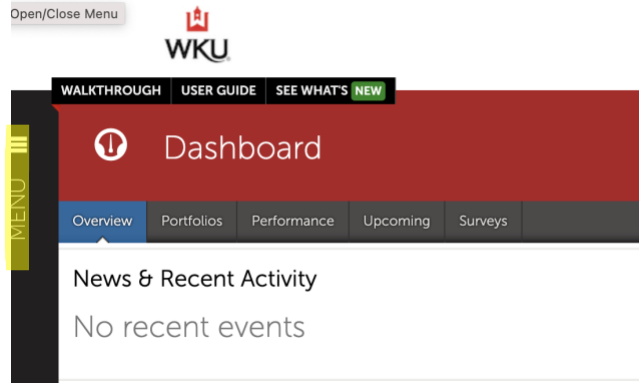 Open/Close Menu
WKU
WALKTHROUGH USER GUIDE SEE WHAT'S NEW
Dashboard
MENU
Overview Portfolios Performance Upcoming Surveys
News & Recent Activity
No recent events